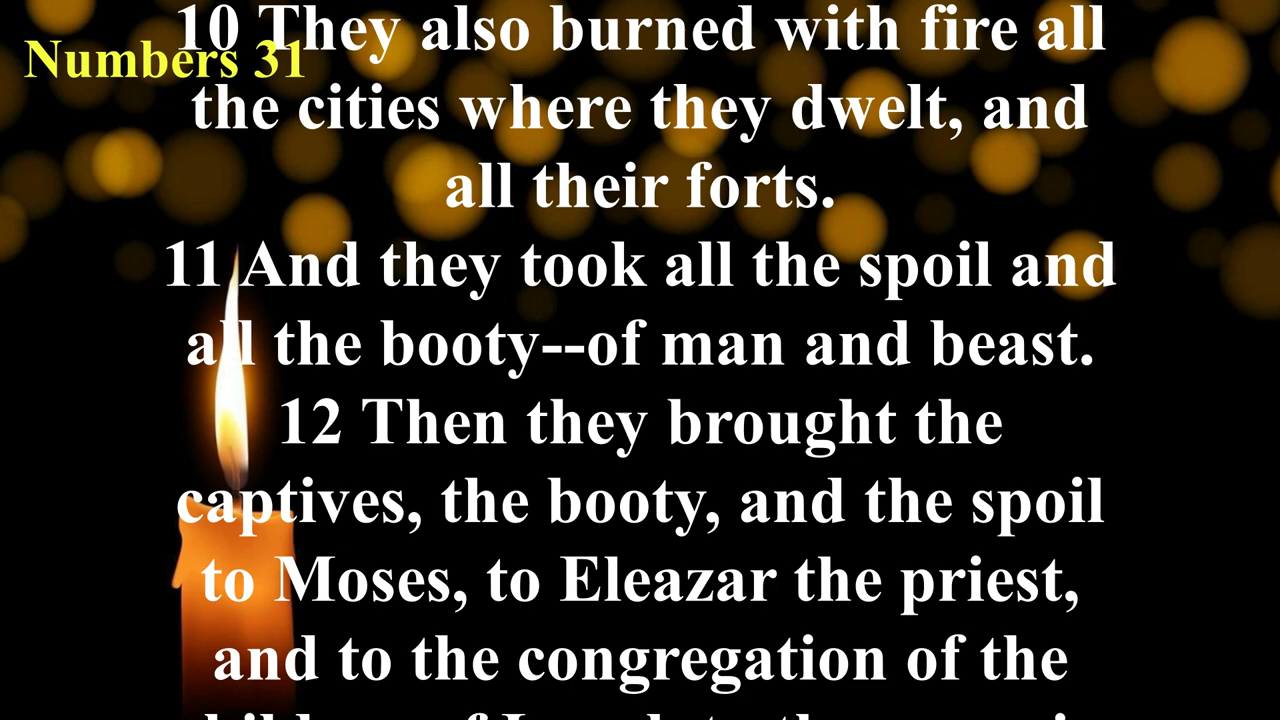 Numbers 31
10 They also burned with fire all
the cities where they dwelt, and
all their forts.
11 And they took all the spoil and
all the booty--of man and beast.
12 Then they brought the
captives, the booty, and the spoil
to Moses, to Eleazar the priest,
and to the congregation of the